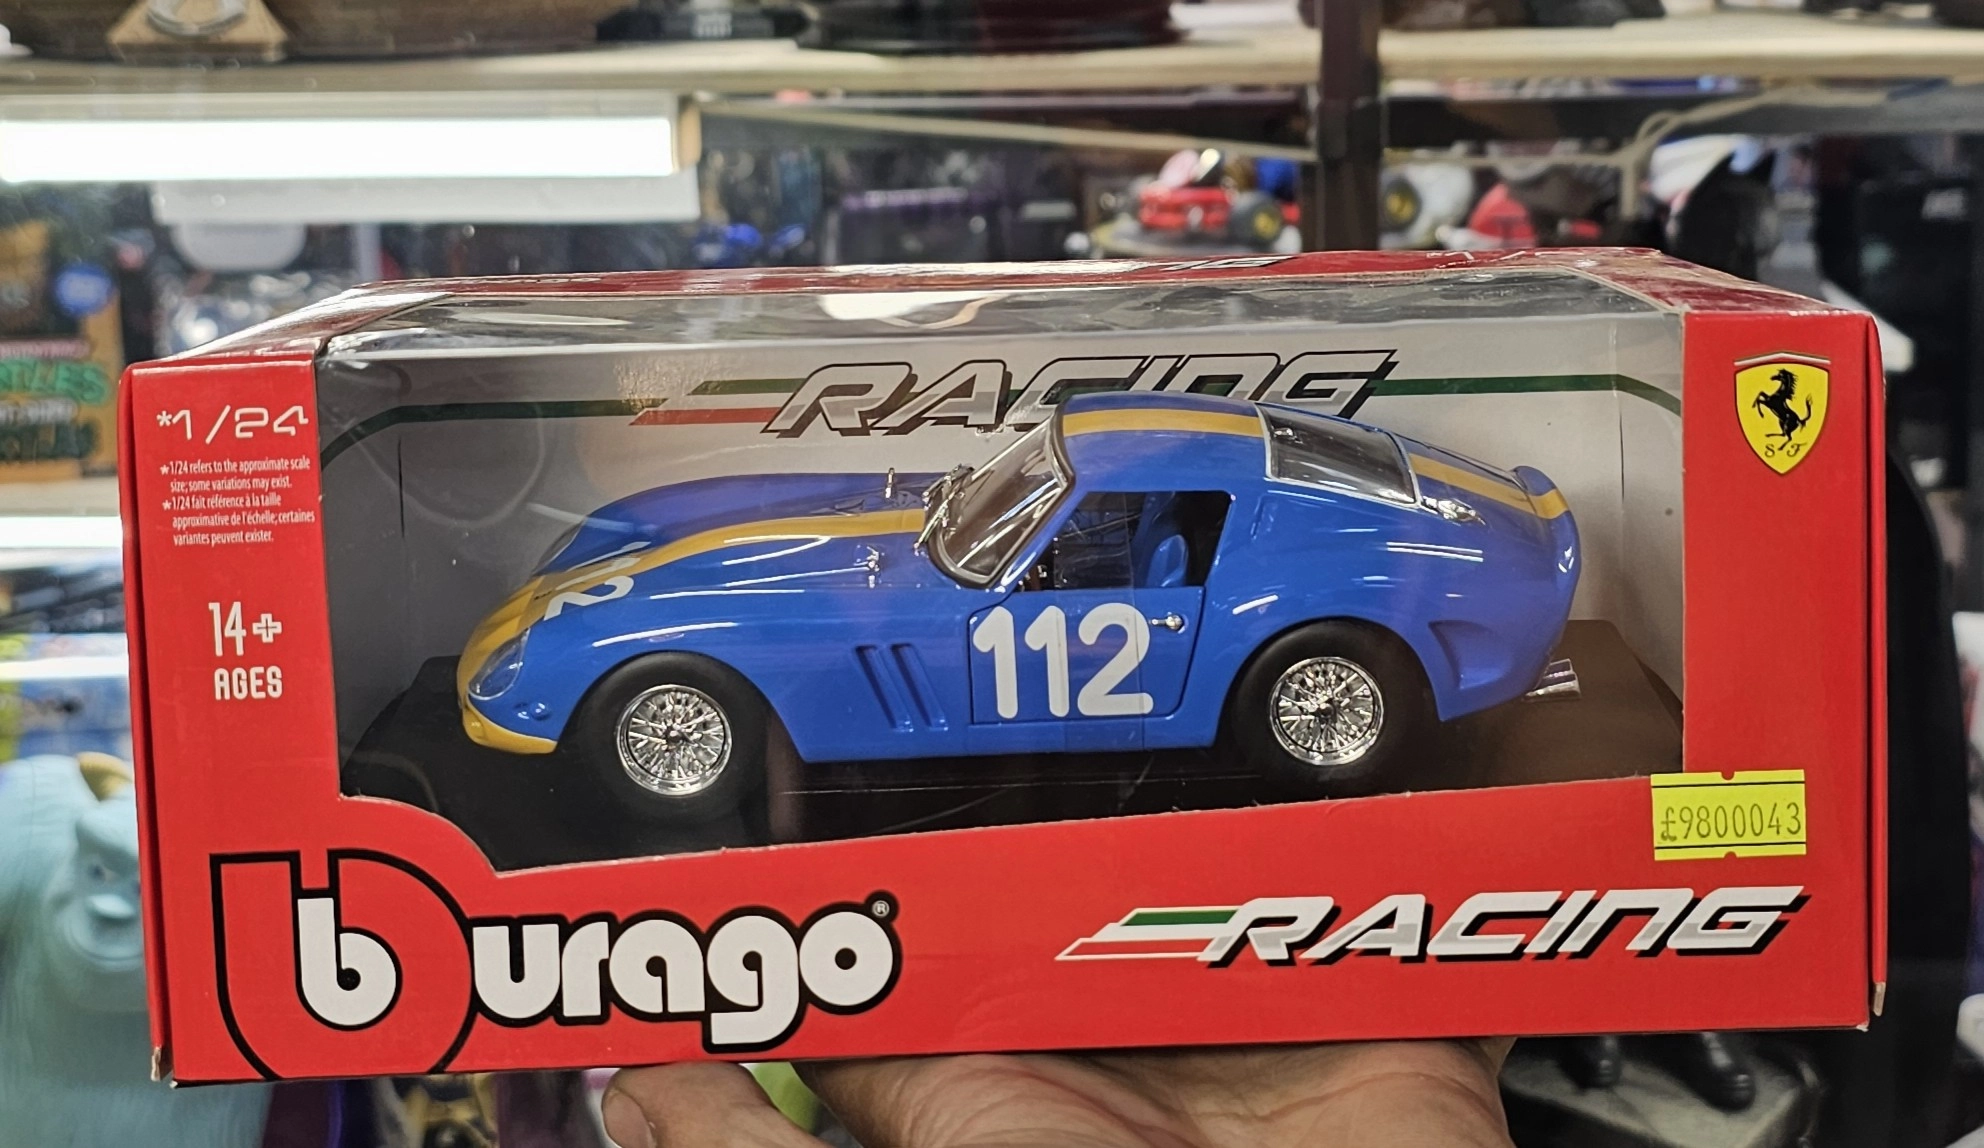 RACING
*1/24
*1/24 refers to the approximate scale
size; some variations may exist.
*1/24 fait référence à la taille
approximative de l'échelle; certaines
variantes peuvent exister.
14+
AGES
112
112
S F
£9800043
burago®
RACING